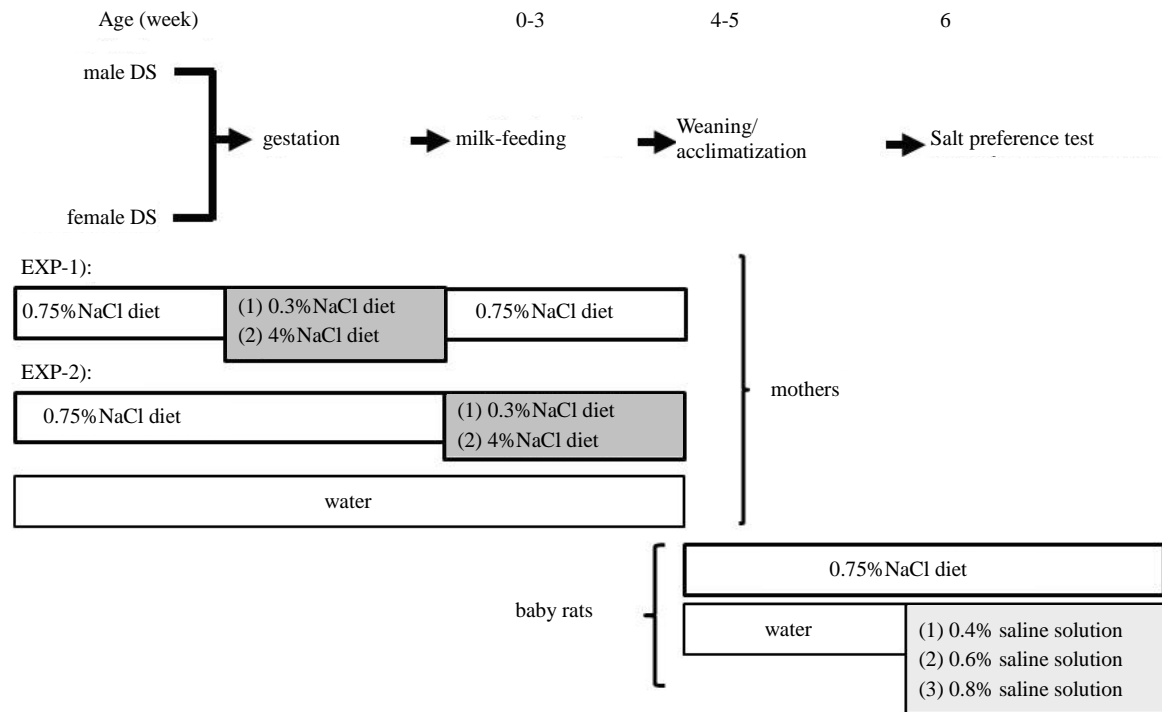 Age (week) 0-3 4-5 6
male DS
gestation milk-feeding Weaning/
acclimatization Salt preference test
female DS
EXP-1):
0.75%NaCl diet
(1) 0.3%NaCl diet
(2) 4%NaCl diet
0.75%NaCl diet
EXP-2):
0.75%NaCl diet
(1) 0.3%NaCl diet
(2) 4%NaCl diet
mothers
water
0.75%NaCl diet
baby rats
water
(1) 0.4% saline solution
(2) 0.6% saline solution
(3) 0.8% saline solution